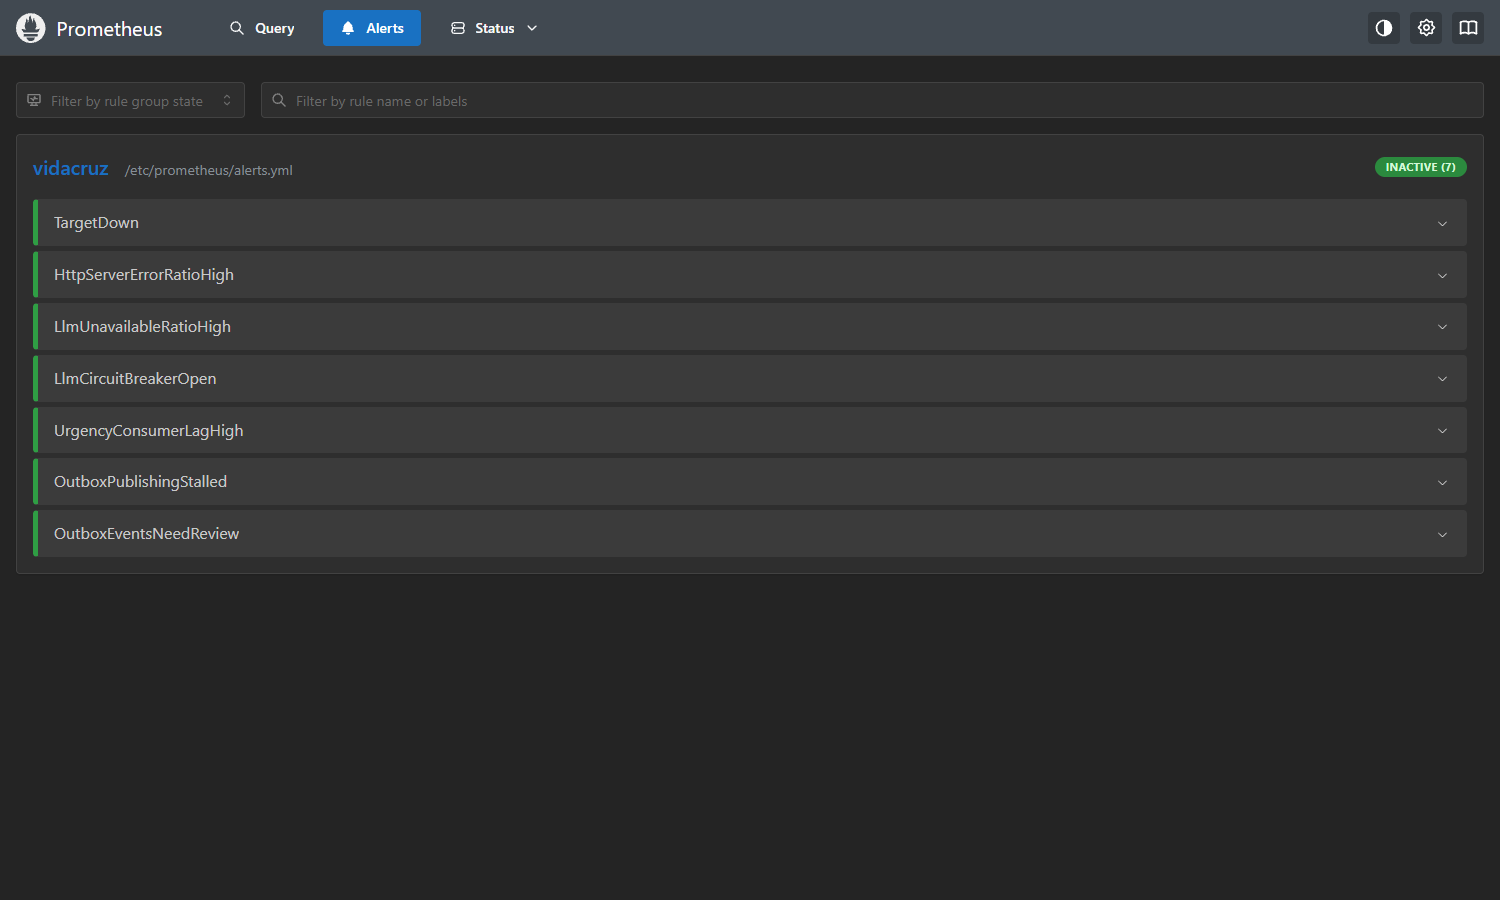 Prometheus Query Alerts Status
Filter by rule group state Filter by rule name or labels
vidacruz /etc/prometheus/alerts.yml INACTIVE (7)
TargetDown
HttpServerErrorRatioHigh
LlmUnavailableRatioHigh
LlmCircuitBreakerOpen
UrgencyConsumerLagHigh
OutboxPublishingStalled
OutboxEventsNeedReview